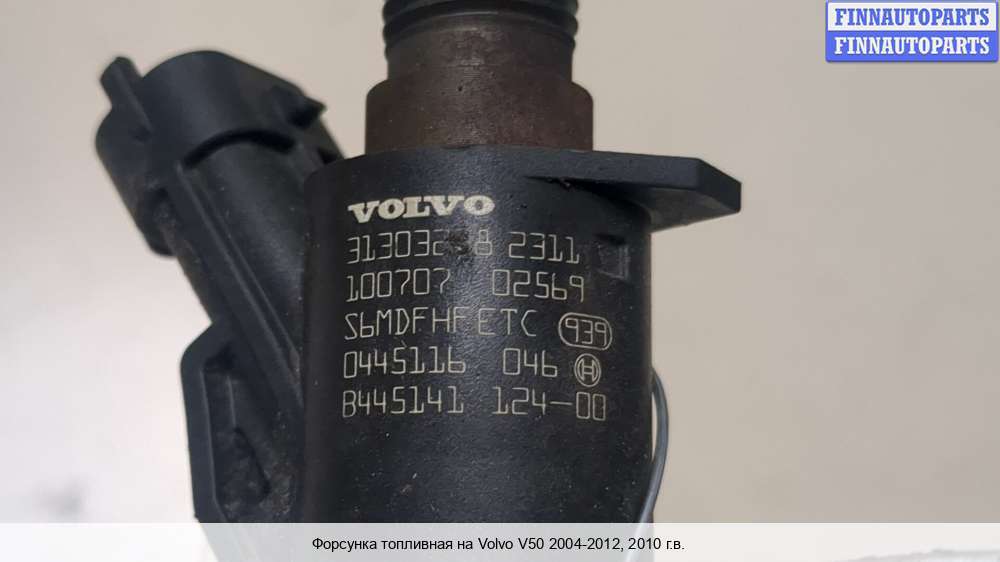 FINNAUTOPARTS
FINNAUTOPARTS
VOLVO
2311
100707 02569
S6MDFHFETC 939
0445116 046
B445141 124-00
Форсунка топливная на Volvo V50 2004-2012, 2010 г.в.